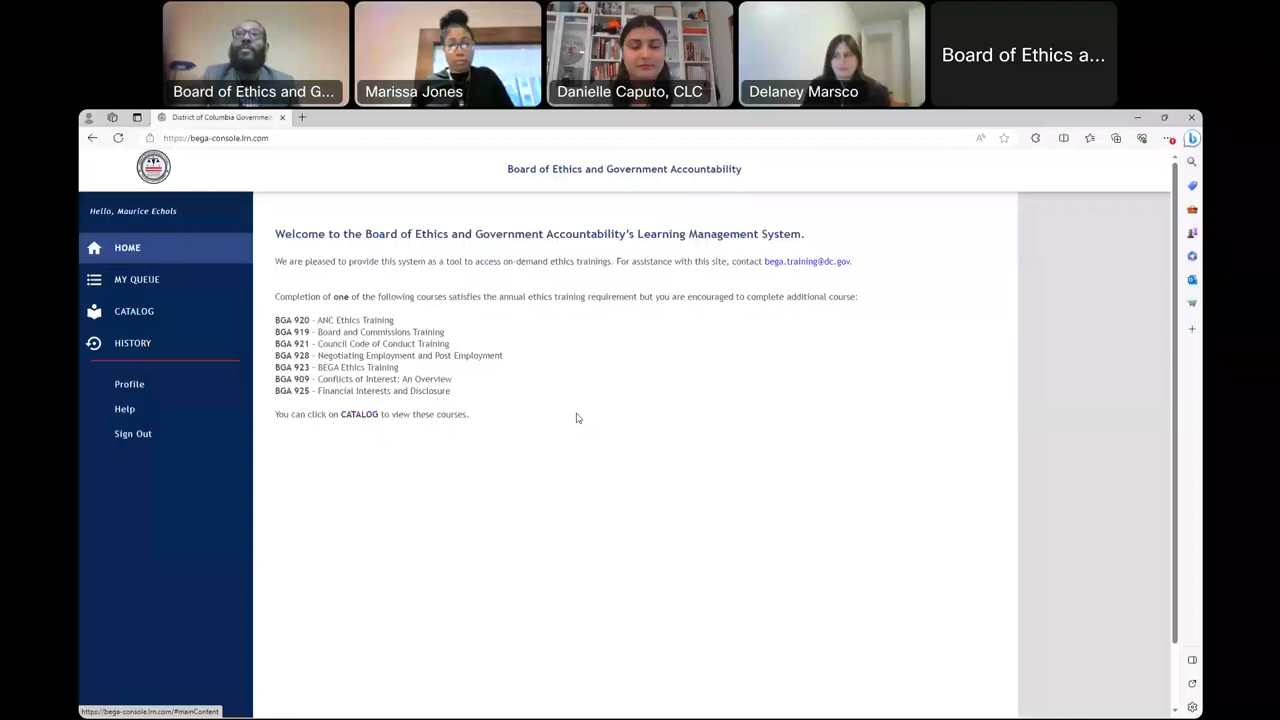 Board of Ethics and G...
Marissa Jones
Danielle Caputo, CLC
Delaney Marsco
Board of Ethics a...
District of Columbia Governmen
https://bega-console.lrn.com
Board of Ethics and Government Accountability
Hello, Maurice Echols
HOME
MY QUEUE
CATALOG
HISTORY
Profile
Help
Sign Out
Welcome to the Board of Ethics and Government Accountability's Learning Management System.
We are pleased to provide this system as a tool to access on-demand ethics trainings. For assistance with this site, contact bega.training@dc.gov.
Completion of one of the following courses satisfies the annual ethics training requirement but you are encouraged to complete additional course:
BGA 920 - ANC Ethics Training
BGA 919 - Board and Commissions Training
BGA 921 - Council Code of Conduct Training
BGA 928 - Negotiating Employment and Post Employment
BGA 923 - BEGA Ethics Training
BGA 909 - Conflicts of Interest: An Overview
BGA 925 - Financial Interests and Disclosure
You can click on CATALOG to view these courses.
https://bega-console.lrn.com/#mainContent